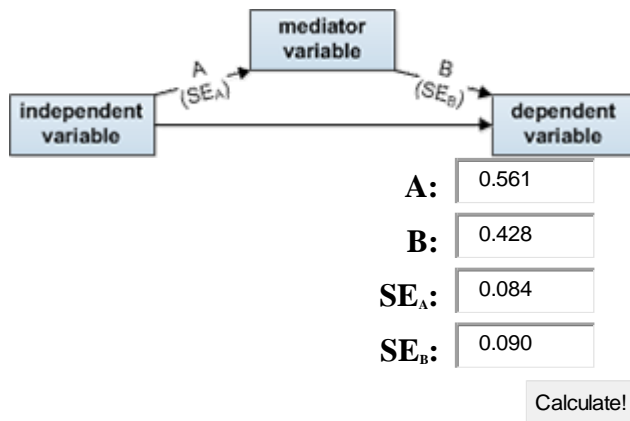 mediator
variable
A
(SEA)
B
(SEB)
independent
variable
dependent
variable
A: 0.561
B: 0.428
SEA: 0.084
SEB: 0.090
Calculate!